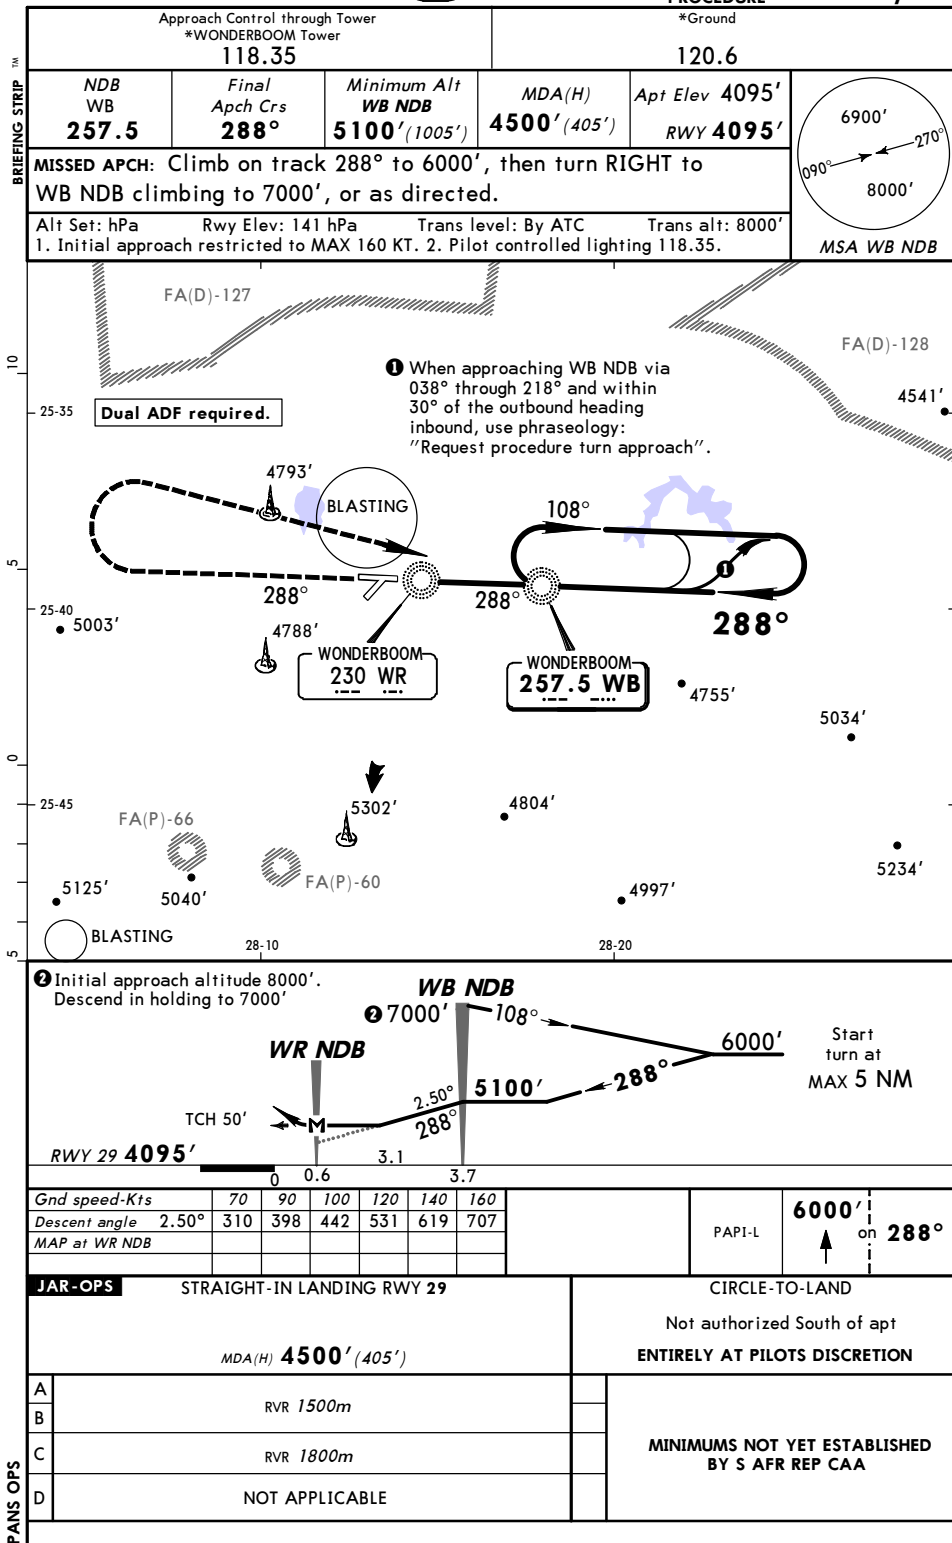 PROCEDURE
Approach Control through Tower
*WONDERBOOM Tower
118.35
*Ground
120.6
BRIEFING STRIP TM
NDB
WB
257.5
Final
Apch Crs
288°
Minimum Alt
WB NDB
5100' (1005')
MDA(H)
4500' (405')
Apt Elev 4095'
RWY 4095'
6900'
270°
090°
8000'
MSA WB NDB
MISSED APCH: Climb on track 288° to 6000', then turn RIGHT to
WB NDB climbing to 7000', or as directed.
Alt Set: hPa Rwy Elev: 141 hPa Trans level: By ATC Trans alt: 8000'
1. Initial approach restricted to MAX 160 KT. 2. Pilot controlled lighting 118.35.
FA(D)-127
FA(D)-128
10
1 When approaching WB NDB via
038° through 218° and within
30° of the outbound heading
inbound, use phraseology:
"Request procedure turn approach".
4541'
25-35
Dual ADF required.
4793'
BLASTING
108°
1
5
288°
288°
288°
25-40
5003'
4788'
WONDERBOOM
230 WR
WONDERBOOM
257.5 WB
4755'
5034'
0
25-45
5302'
4804'
FA(P)-66
FA(P)-60
5234'
5125'
5040'
4997'
BLASTING
28-10
28-20
5
2 Initial approach altitude 8000'.
Descend in holding to 7000'
WB NDB
2 7000'
108°
6000'
Start
turn at
MAX 5 NM
WR NDB
5100'
288°
2.50°
288°
TCH 50'
M
RWY 29 4095'
3.1
0
0.6
3.7
Gnd speed-Kts 70 90 100 120 140 160
Descent angle 2.50° 310 398 442 531 619 707
MAP at WR NDB
PAPI-L
6000'
on 288°
JAR-OPS
STRAIGHT-IN LANDING RWY 29
CIRCLE-TO-LAND
Not authorized South of apt
MDA(H) 4500' (405')
ENTIRELY AT PILOTS DISCRETION
A
B
RVR 1500m
C
RVR 1800m
D
NOT APPLICABLE
MINIMUMS NOT YET ESTABLISHED
BY S AFR REP CAA
PANS OPS